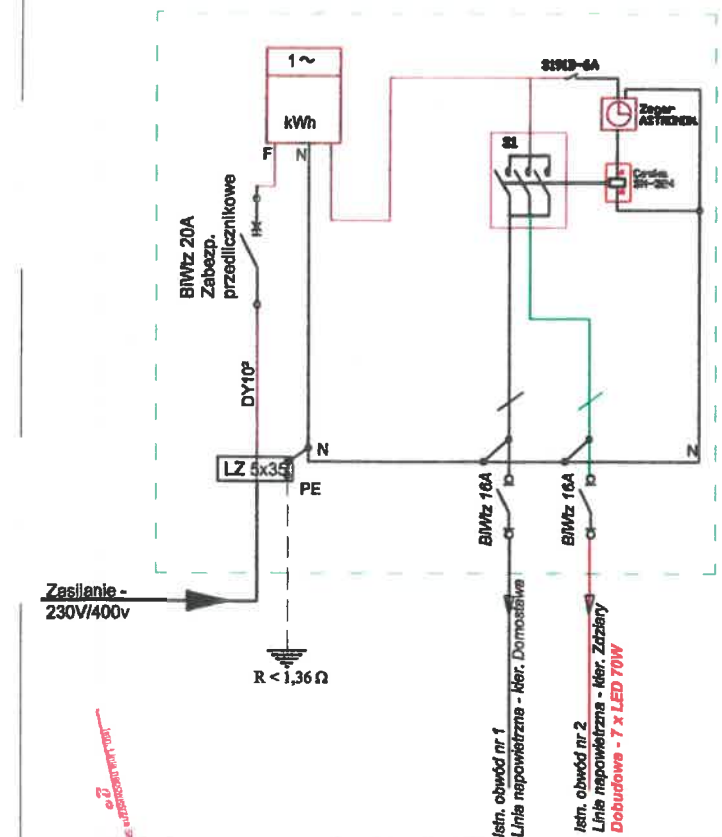 1~
kWh
F
N
S191B-6A
Zegar
ASTRONOM.
S1
BiWtz 20A
Zabezp.
przedlicznikowe
DY10²
LZ 5x35
N
PE
N
BiWtz 16A
BiWtz 16A
Zasilanie -
230V/400v
R < 1,36 Ω
Istn. obwód nr 1
Linia napowietrzna - kier. Domostawa
Istn. obwód nr 2
Linia napowietrzna - kier. Zdziary
Dobudowa - 7 x LED 70W